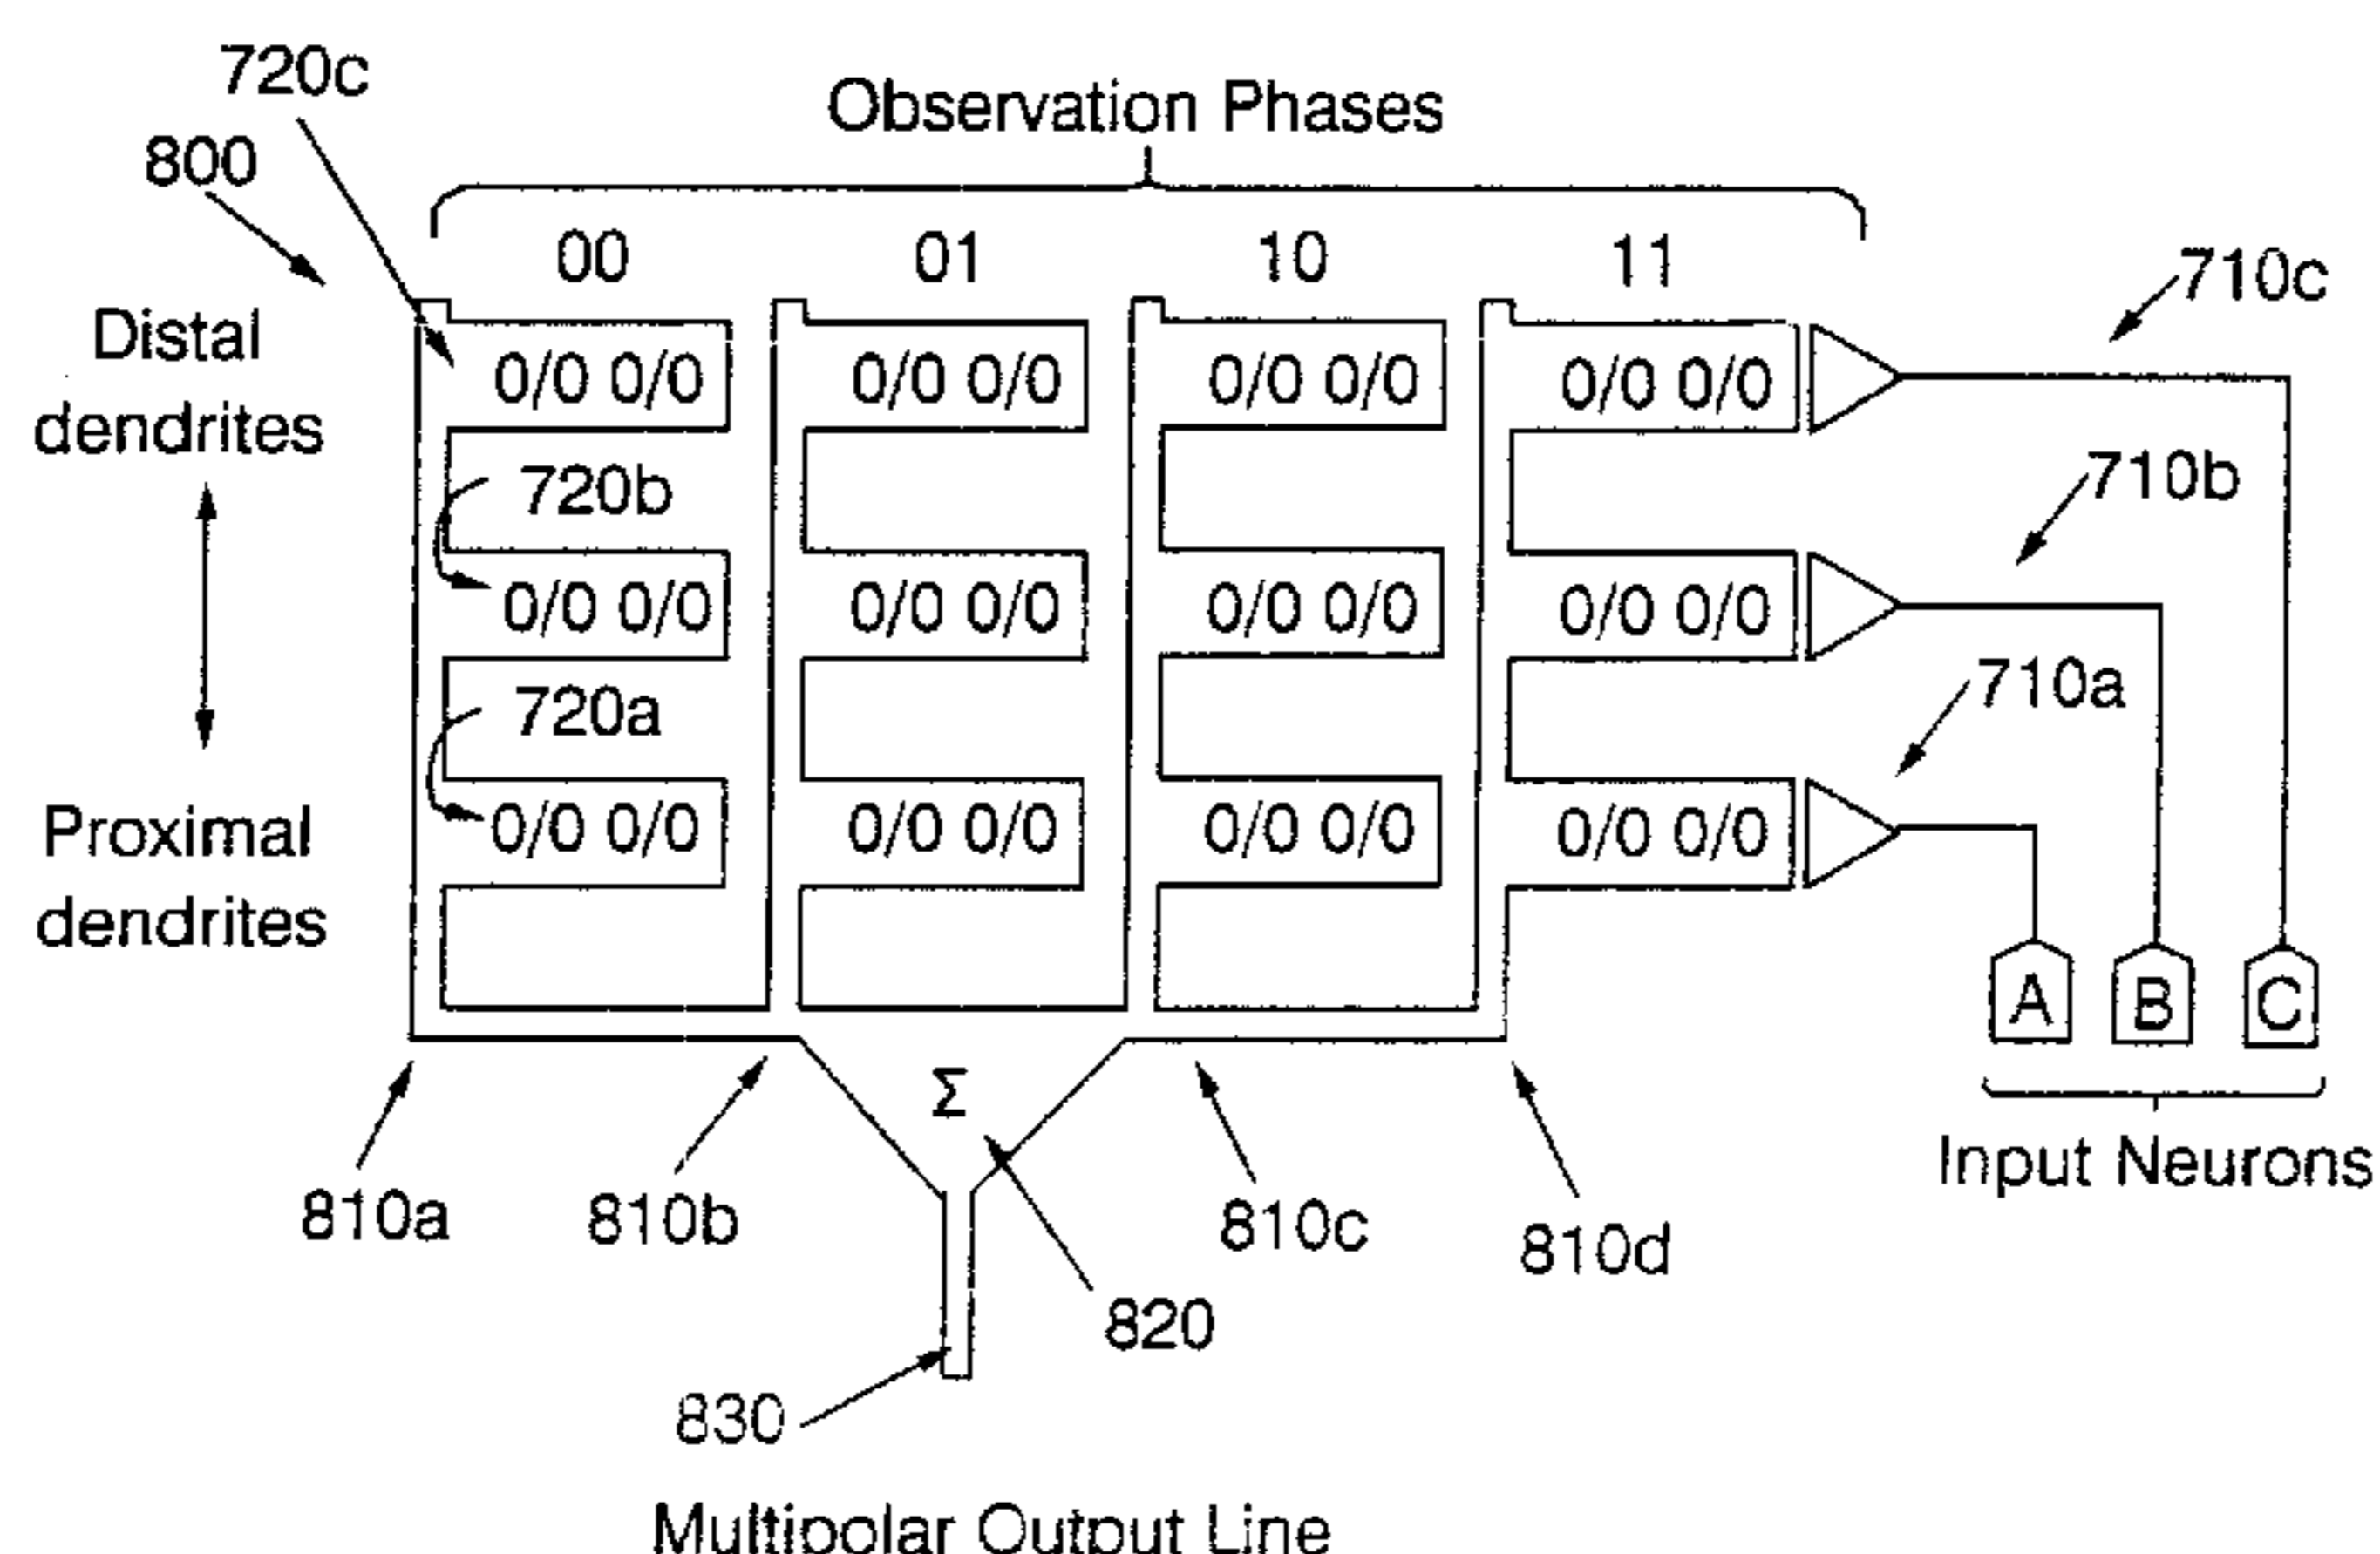 720c
Observation Phases
800
00 01 10 11
710c
Distal
dendrites
0/0 0/0 0/0 0/0 0/0 0/0 0/0 0/0
720b
710b
0/0 0/0 0/0 0/0 0/0 0/0 0/0 0/0
720a
710a
Proximal
dendrites
0/0 0/0 0/0 0/0 0/0 0/0 0/0 0/0
A B C
Σ
Input Neurons
810a 810b 810c 810d
820
830
Multipolar Output Line